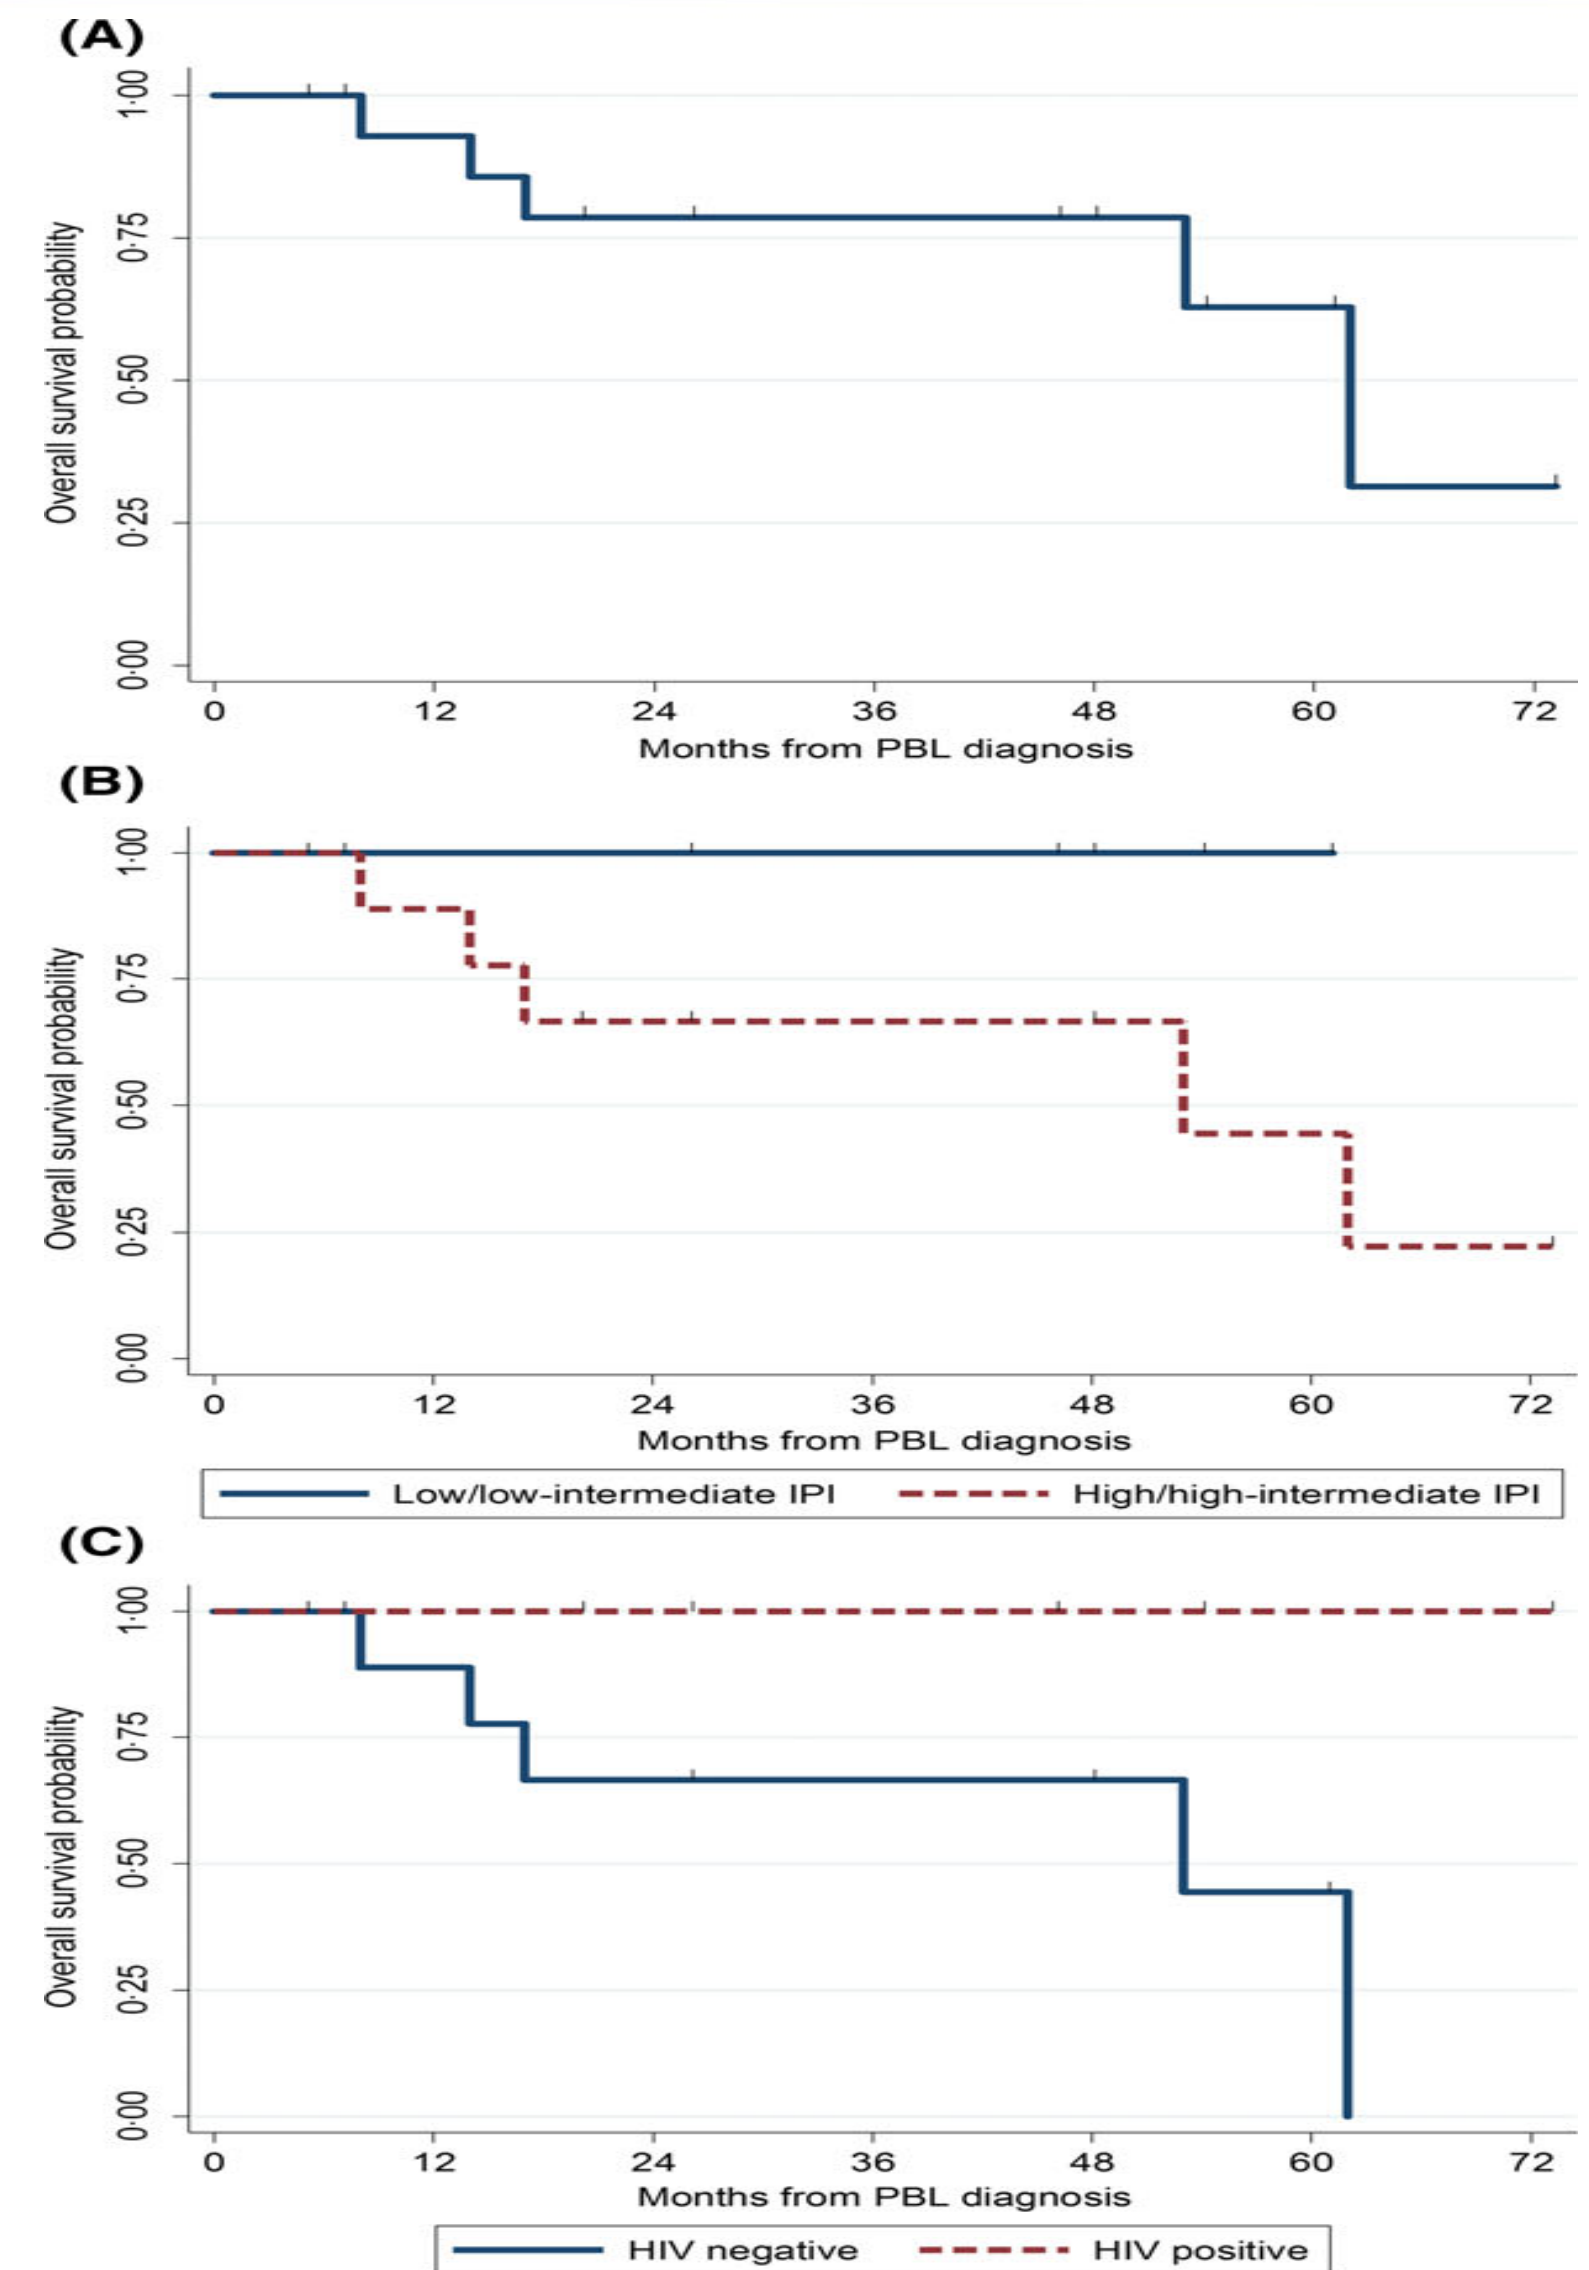 (A)
Overall survival probability
1·00
0·75
0·50
0·25
0·00
0 12 24 36 48 60 72
Months from PBL diagnosis
(B)
Overall survival probability
1·00
0·75
0·50
0·25
0·00
0 12 24 36 48 60 72
Months from PBL diagnosis
Low/low-intermediate IPI High/high-intermediate IPI
(C)
Overall survival probability
1·00
0·75
0·50
0·25
0·00
0 12 24 36 48 60 72
Months from PBL diagnosis
HIV negative HIV positive